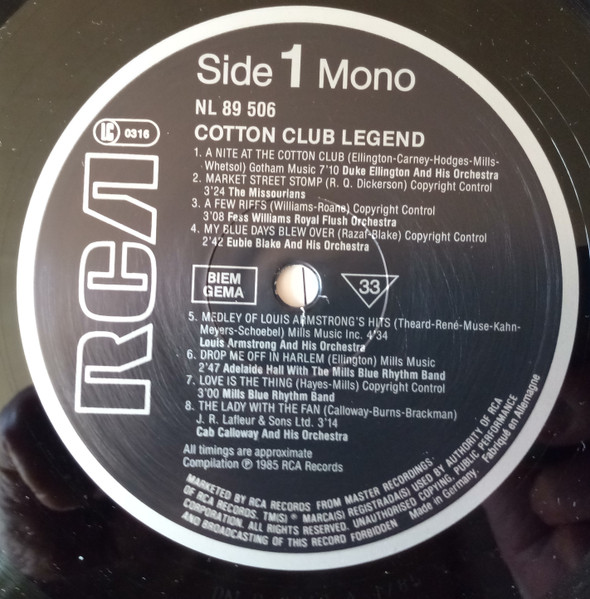 Side 1 Mono
NL 89 506
LC 0316
COTTON CLUB LEGEND
1. A NITE AT THE COTTON CLUB (Ellington-Carney-Hodges-Mills-
Whetsol) Gotham Music 7'10 Duke Ellington And His Orchestra
2. MARKET STREET STOMP (R. Q. Dickerson) Copyright Control
3'24 The Missourians
3. A FEW RIFFS (Williams-Roane) Copyright Control
3'08 Fess Williams Royal Flush Orchestra
4. MY BLUE DAYS BLEW OVER (Razaf-Blake) Copyright Control
2'42 Eubie Blake And His Orchestra
RCA
BIEM
GEMA
33
5. MEDLEY OF LOUIS ARMSTRONG'S HITS (Theard-René-Muse-Kahn-
Meyers-Schoebel) Mills Music Inc. 4'34
Louis Armstrong And His Orchestra
6. DROP ME OFF IN HARLEM (Ellington) Mills Music
2'47 Adelaide Hall With The Mills Blue Rhythm Band
7. LOVE IS THE THING (Hayes-Mills) Copyright Control
3'00 Mills Blue Rhythm Band
8. THE LADY WITH THE FAN (Calloway-Burns-Brackman)
J. R. Lafleur & Sons Ltd. 3'14
Cab Calloway And His Orchestra
All timings are approximate
Compilation ℗ 1985 RCA Records
MARKETED BY RCA RECORDS FROM MASTER RECORDINGS.
OF RCA RECORDS. TM(S) ® MARCA(S) REGISTRADA(S) USED BY AUTHORITY OF RCA
CORPORATION. ALL RIGHTS RESERVED. UNAUTHORISED COPYING, PUBLIC PERFORMANCE
AND BROADCASTING OF THIS RECORD FORBIDDEN Made in Germany Fabriqué en Allemagne